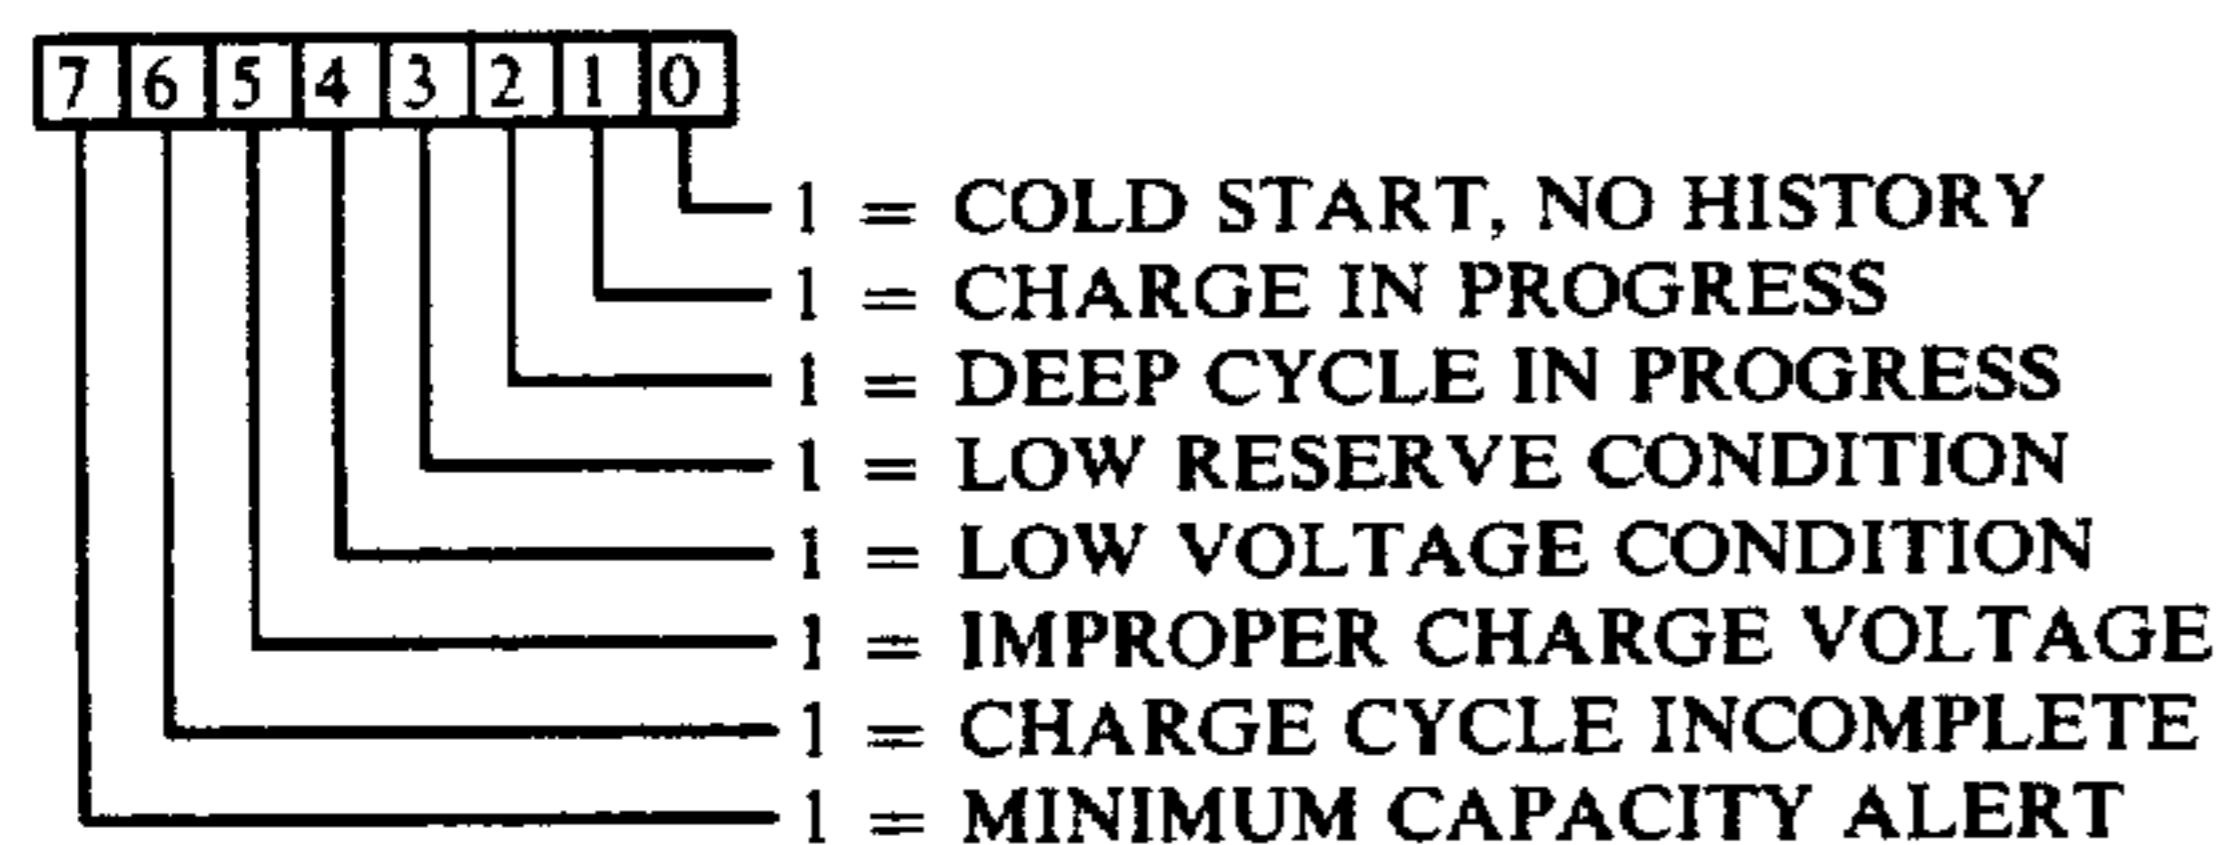 7 6 5 4 3 2 1 0
1 = COLD START, NO HISTORY
1 = CHARGE IN PROGRESS
1 = DEEP CYCLE IN PROGRESS
1 = LOW RESERVE CONDITION
1 = LOW VOLTAGE CONDITION
1 = IMPROPER CHARGE VOLTAGE
1 = CHARGE CYCLE INCOMPLETE
1 = MINIMUM CAPACITY ALERT